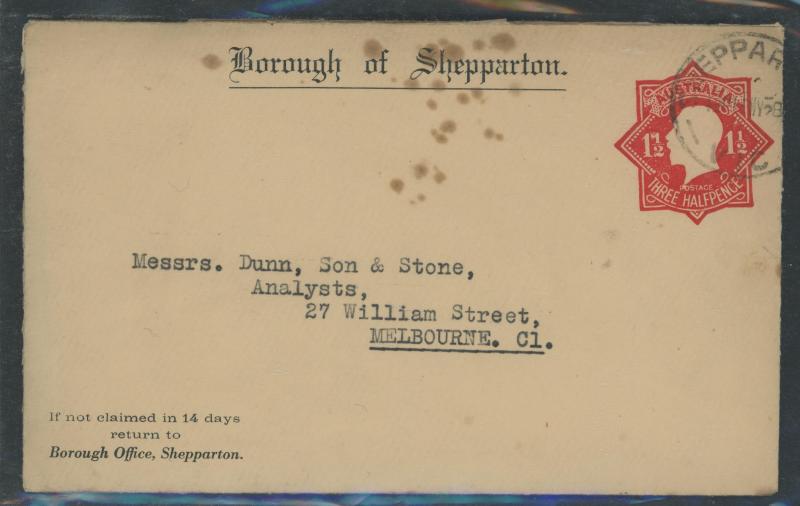 Borough of Shepparton.
AUSTRALIA
1½ 1½
POSTAGE
THREE HALFPENCE
Messrs. Dunn, Son & Stone,
Analysts,
27 William Street,
MELBOURNE. C1.
If not claimed in 14 days
return to
Borough Office, Shepparton.